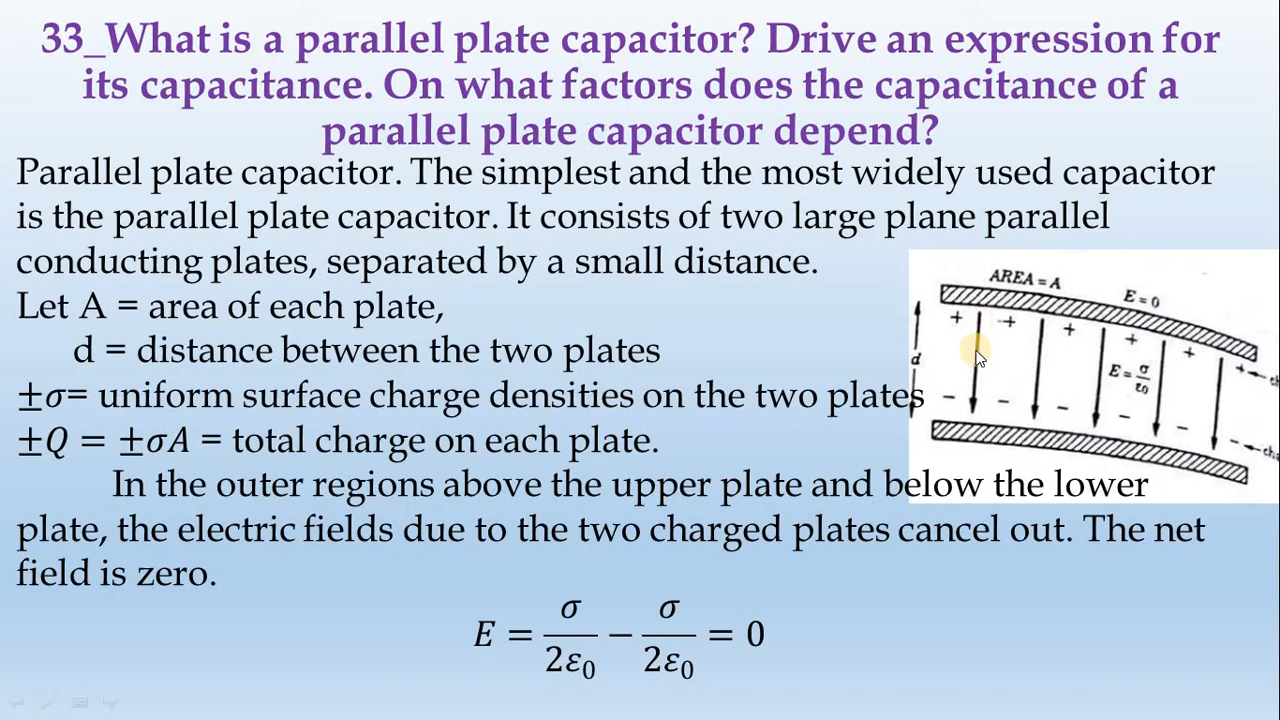 33_What is a parallel plate capacitor? Drive an expression for
its capacitance. On what factors does the capacitance of a
parallel plate capacitor depend?
Parallel plate capacitor. The simplest and the most widely used capacitor
is the parallel plate capacitor. It consists of two large plane parallel
conducting plates, separated by a small distance.
Let A = area of each plate,
d = distance between the two plates
±σ= uniform surface charge densities on the two plates
±Q = ±σA = total charge on each plate.
In the outer regions above the upper plate and below the lower
plate, the electric fields due to the two charged plates cancel out. The net
field is zero.
E = σ/2ε₀ − σ/2ε₀ = 0
AREA = A
E = 0
+ + + + + +
d
E = σ/ε₀
− − − − − −